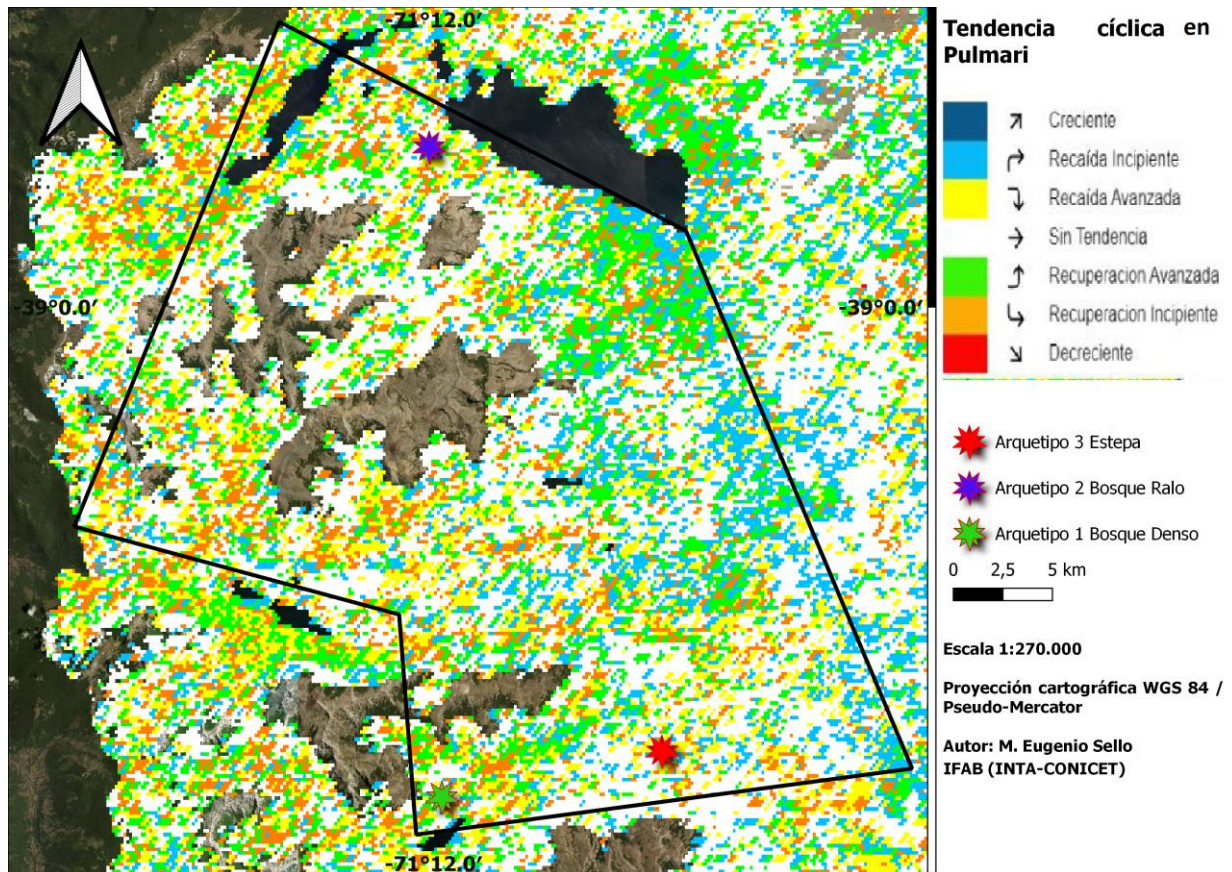 -71°12.0′
-39°0.0′
-39°0.0′
-71°12.0′
Tendencia cíclica en
Pulmari
Creciente
Recaída Incipiente
Recaída Avanzada
Sin Tendencia
Recuperacion Avanzada
Recuperacion Incipiente
Decreciente
Arquetipo 3 Estepa
Arquetipo 2 Bosque Ralo
Arquetipo 1 Bosque Denso
0 2,5 5 km
Escala 1:270.000
Proyección cartográfica WGS 84 /
Pseudo-Mercator
Autor: M. Eugenio Sello
IFAB (INTA-CONICET)